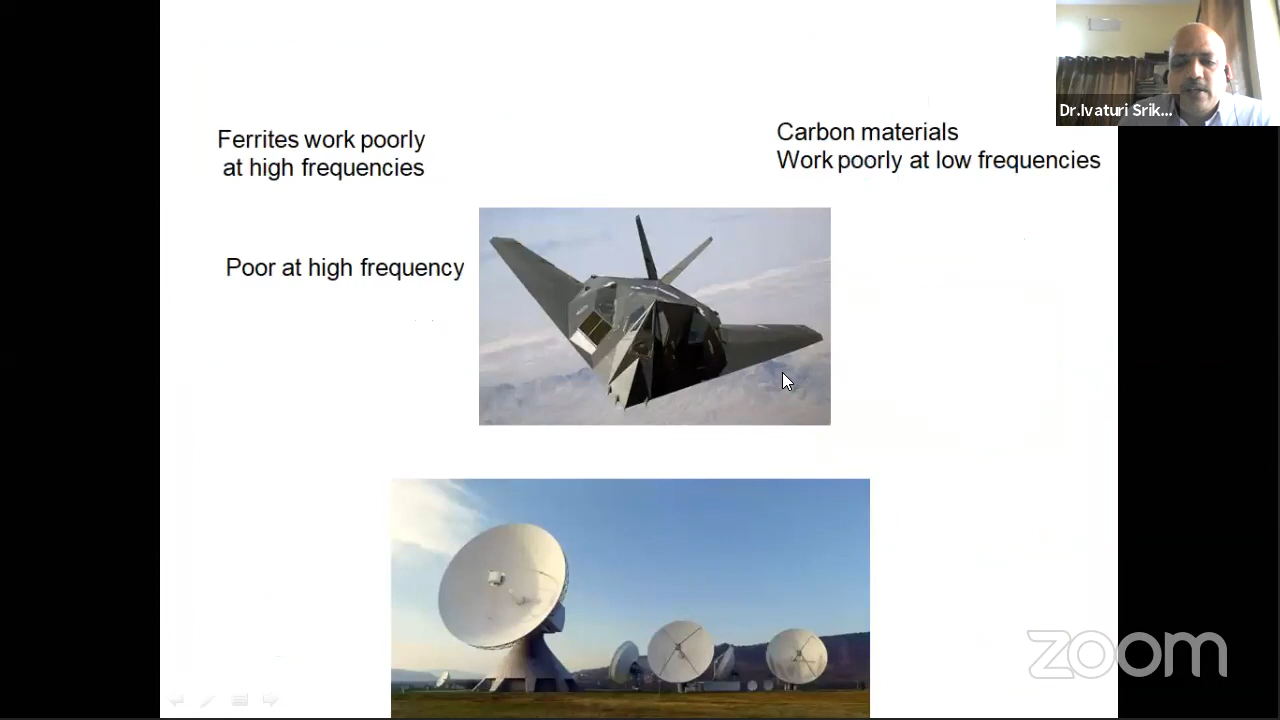 Dr.Ivaturi Srik...
Ferrites work poorly
at high frequencies
Carbon materials
Work poorly at low frequencies
Poor at high frequency
zoom